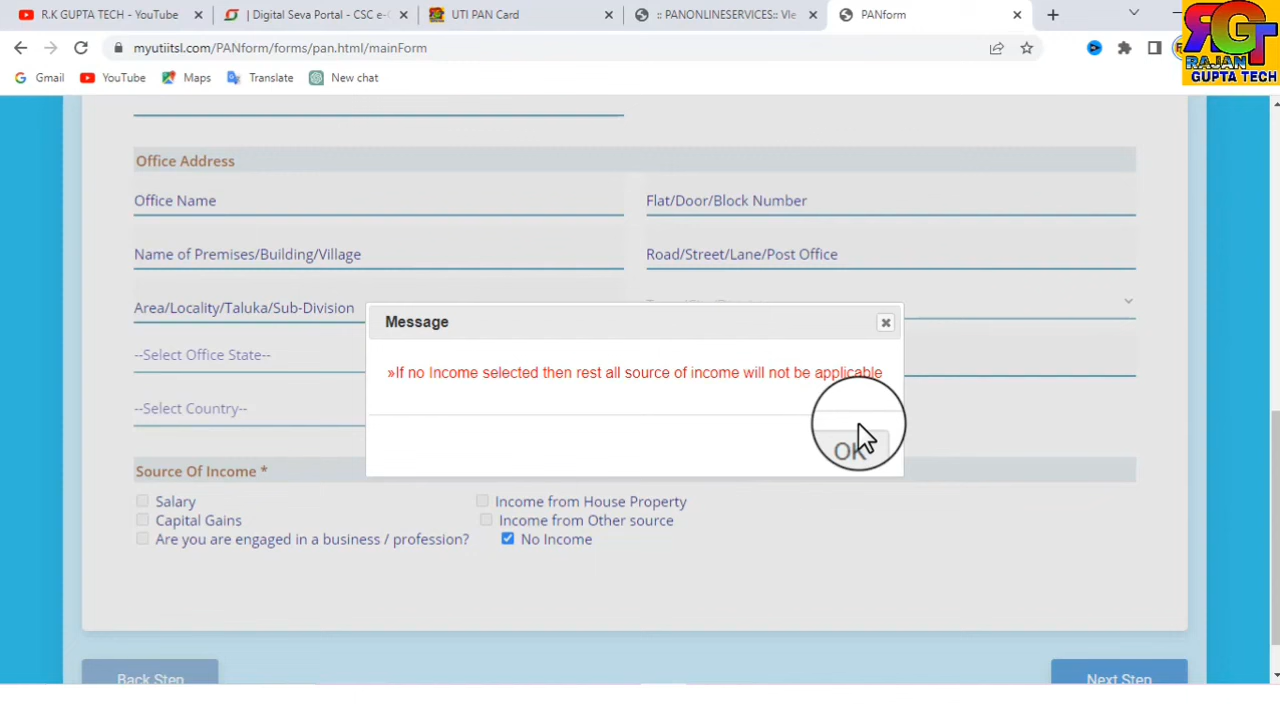 R.K GUPTA TECH - YouTube
| Digital Seva Portal - CSC e-G
UTI PAN Card
:: PANONLINESERVICES:: Vle
PANform
myutiitsl.com/PANform/forms/pan.html/mainForm
RGT
RAJAN
GUPTA TECH
Gmail
YouTube
Maps
Translate
New chat
Office Address
Office Name
Flat/Door/Block Number
Name of Premises/Building/Village
Road/Street/Lane/Post Office
Area/Locality/Taluka/Sub-Division
Message
»If no Income selected then rest all source of income will not be applicable
OK
--Select Office State--
--Select Country--
Source Of Income *
Salary
Income from House Property
Capital Gains
Income from Other source
Are you are engaged in a business / profession?
No Income
Back Step
Next Step